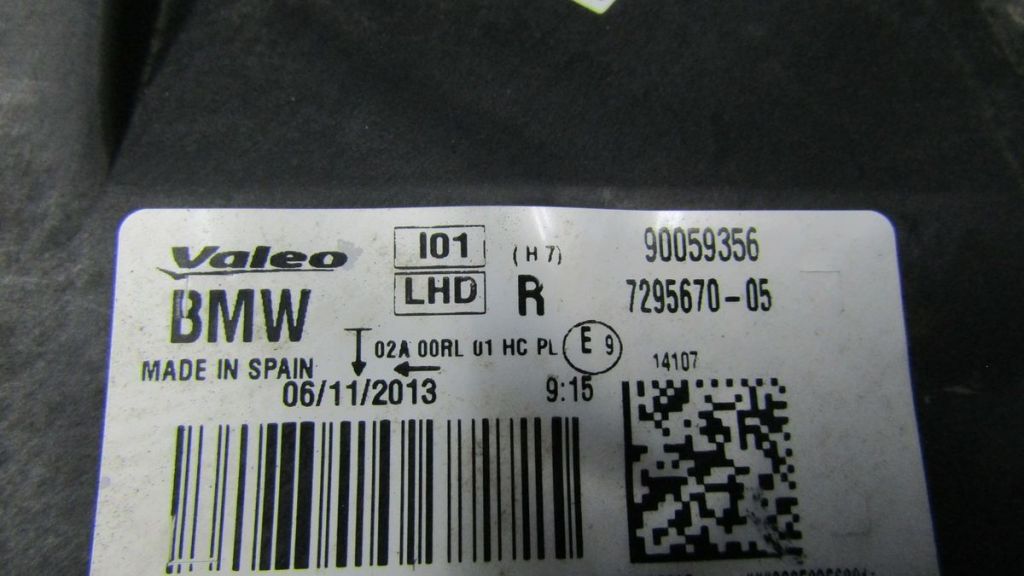 Valeo I01 (H7) 90059356
BMW LHD R 7295670-05
MADE IN SPAIN 02A 00RL 01 HC PL E 9
14107
06/11/2013 9:15